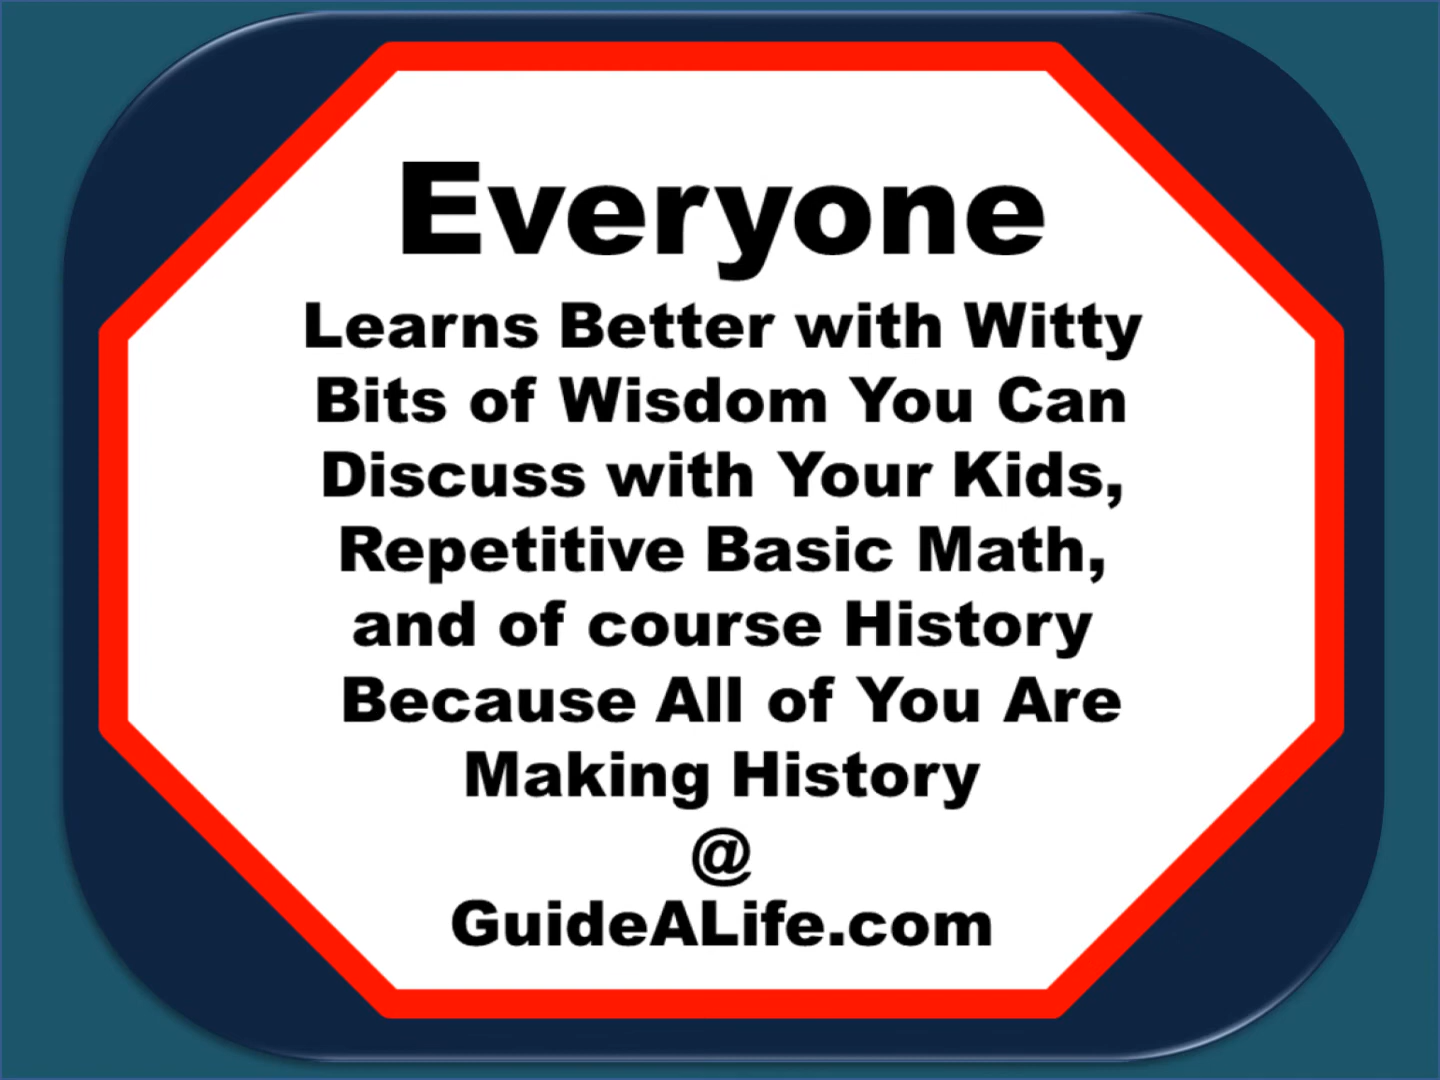 Everyone
Learns Better with Witty
Bits of Wisdom You Can
Discuss with Your Kids,
Repetitive Basic Math,
and of course History
Because All of You Are
Making History
@
GuideALife.com